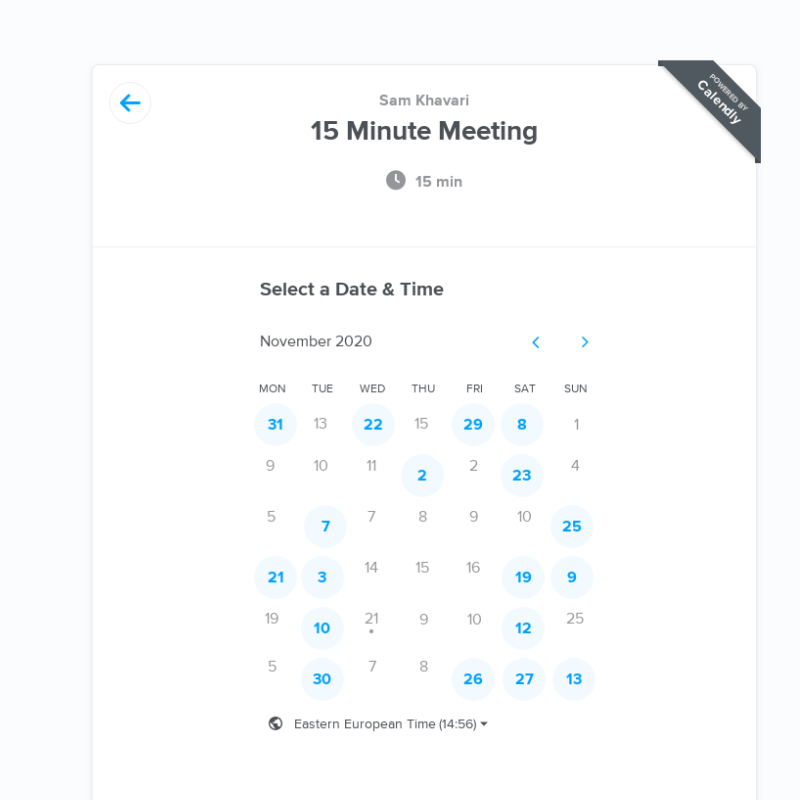 POWERED BY
Calendly
Sam Khavari
15 Minute Meeting
15 min
Select a Date & Time
November 2020
MON TUE WED THU FRI SAT SUN
31 13 22 15 29 8 1
9 10 11 2 2 23 4
5 7 7 8 9 10 25
21 3 14 15 16 19 9
19 10 21 9 10 12 25
5 30 7 8 26 27 13
Eastern European Time (14:56)